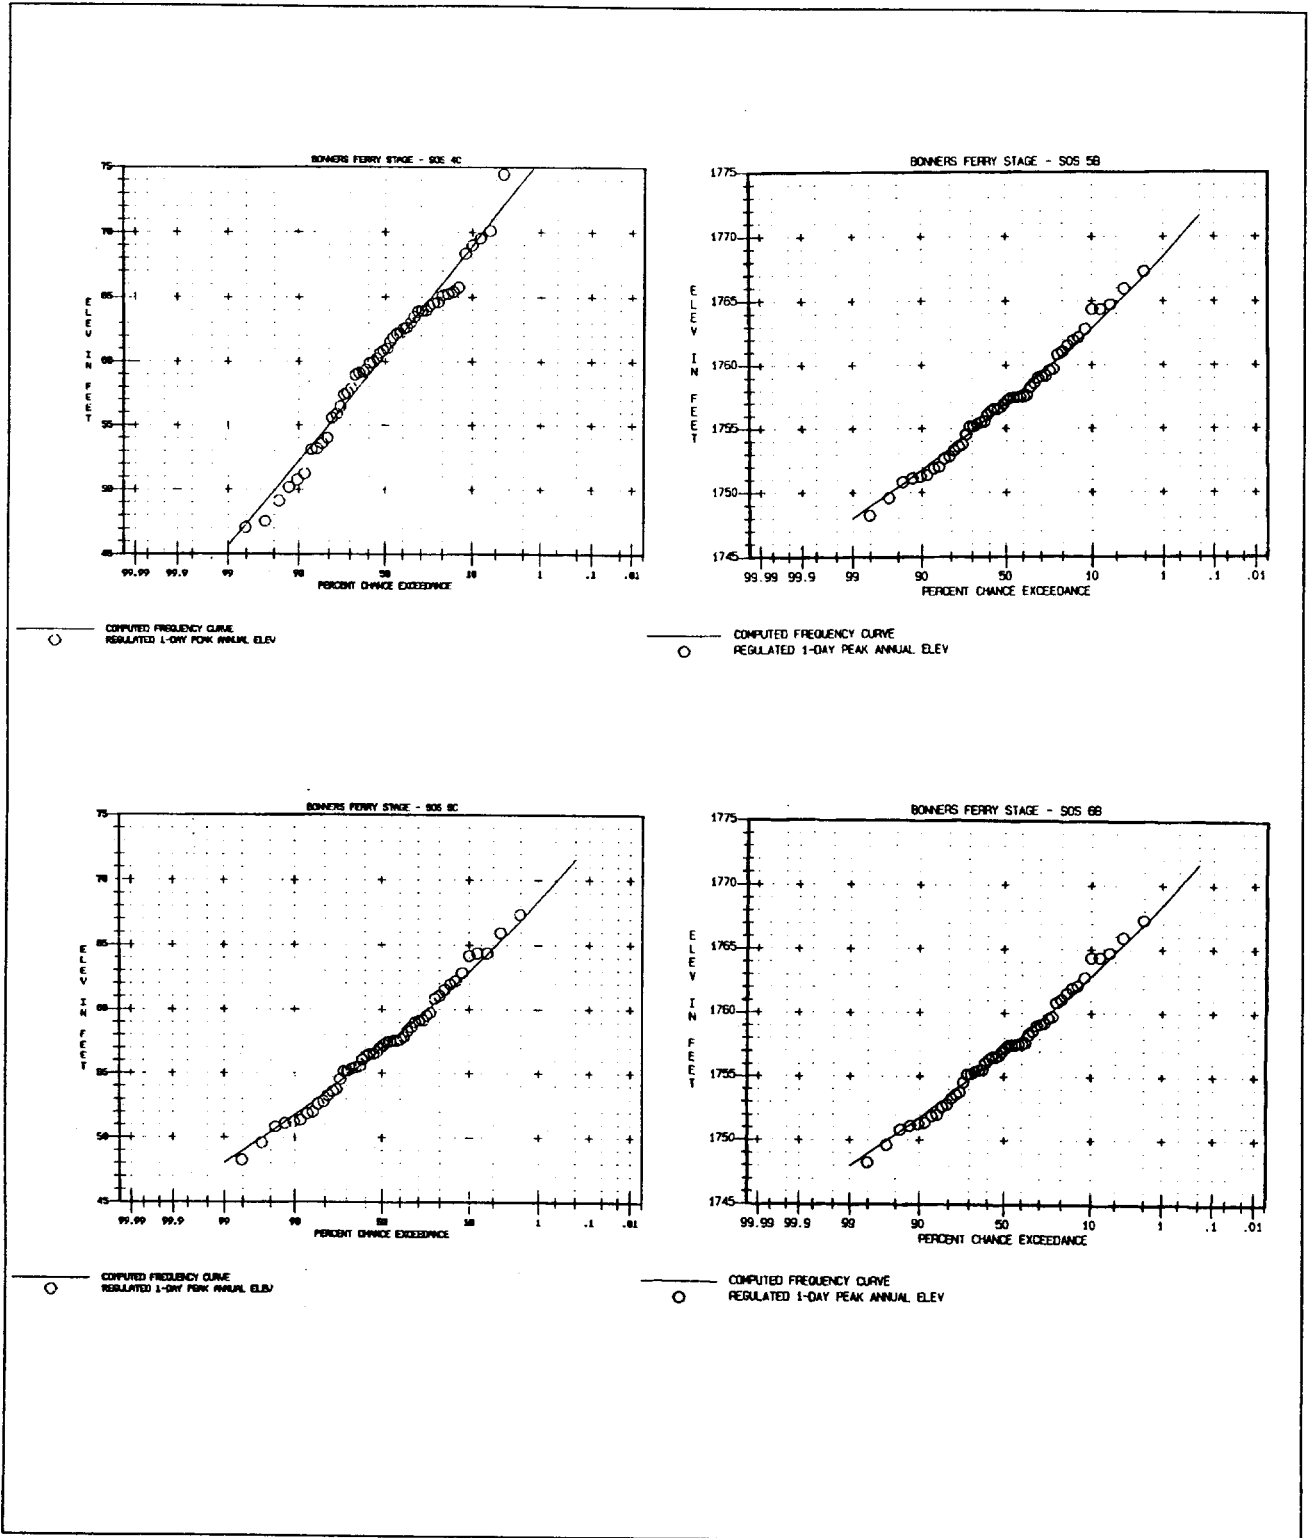 BONNERS FERRY STAGE - SOS 4C
75
70
65
60
55
50
45
ELEV IN FEET
99.99 99.9 99 90 50 10 1 .1 .01
PERCENT CHANCE EXCEEDANCE
COMPUTED FREQUENCY CURVE
REGULATED 1-DAY PEAK ANNUAL ELEV
BONNERS FERRY STAGE - SOS 5B
1775
1770
1765
1760
1755
1750
1745
ELEV IN FEET
99.99 99.9 99 90 50 10 1 .1 .01
PERCENT CHANCE EXCEEDANCE
COMPUTED FREQUENCY CURVE
REGULATED 1-DAY PEAK ANNUAL ELEV
BONNERS FERRY STAGE - SOS
75
70
65
60
55
50
45
ELEV IN FEET
99.99 99.9 99 90 50 10 1 .1 .01
PERCENT CHANCE EXCEEDANCE
COMPUTED FREQUENCY CURVE
REGULATED 1-DAY PEAK ANNUAL ELEV
BONNERS FERRY STAGE - SOS 6B
1775
1770
1765
1760
1755
1750
1745
ELEV IN FEET
99.99 99.9 99 90 50 10 1 .1 .01
PERCENT CHANCE EXCEEDANCE
COMPUTED FREQUENCY CURVE
REGULATED 1-DAY PEAK ANNUAL ELEV